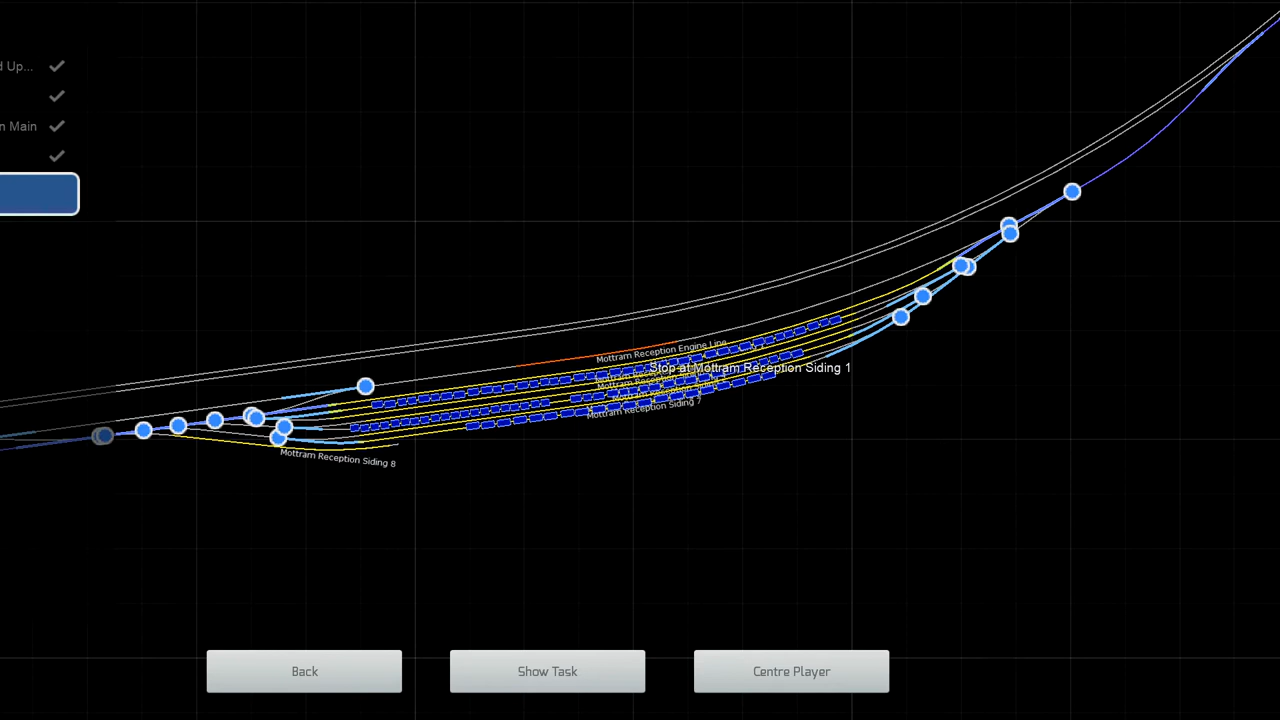 d Up...
n Main
Mottram Reception Engine Line
Stop at Mottram Reception Siding 1
Mottram Reception Siding 7
Mottram Reception Siding 8
Back
Show Task
Centre Player